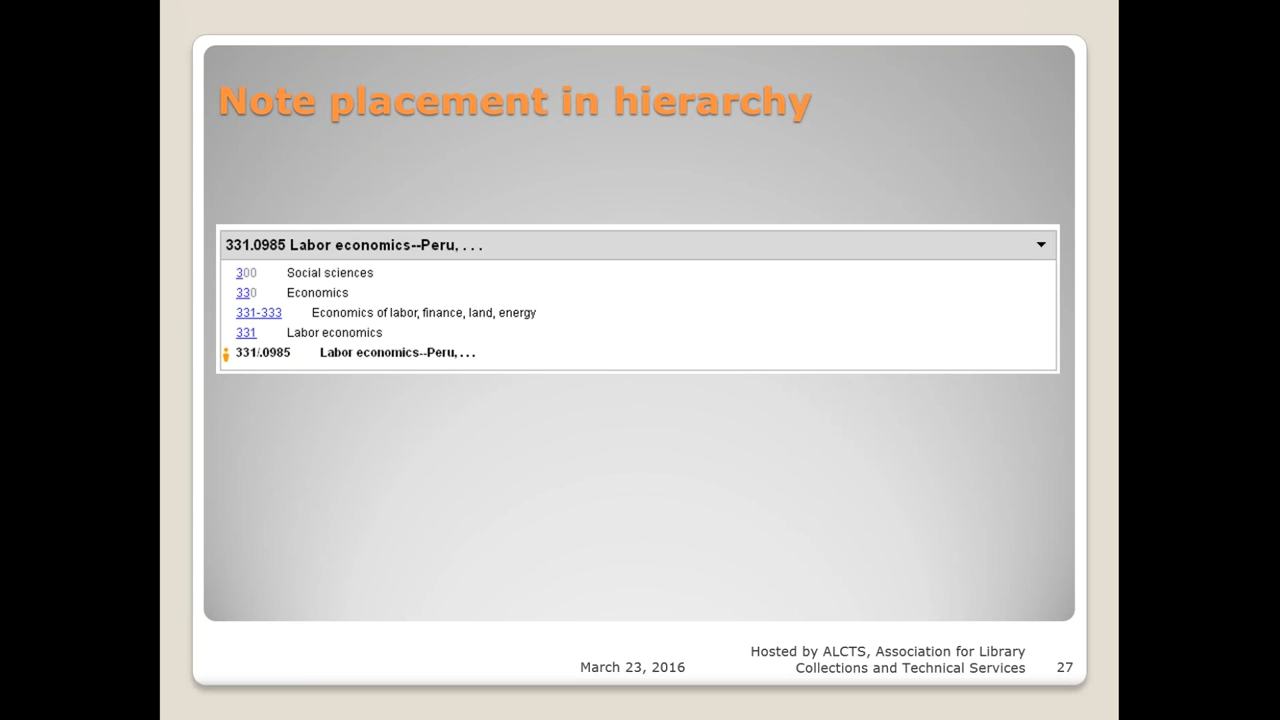 Note placement in hierarchy
331.0985 Labor economics--Peru, . . .
300 Social sciences
330 Economics
331-333 Economics of labor, finance, land, energy
331 Labor economics
331/.0985 Labor economics--Peru, . . .
Hosted by ALCTS, Association for Library
March 23, 2016 Collections and Technical Services 27